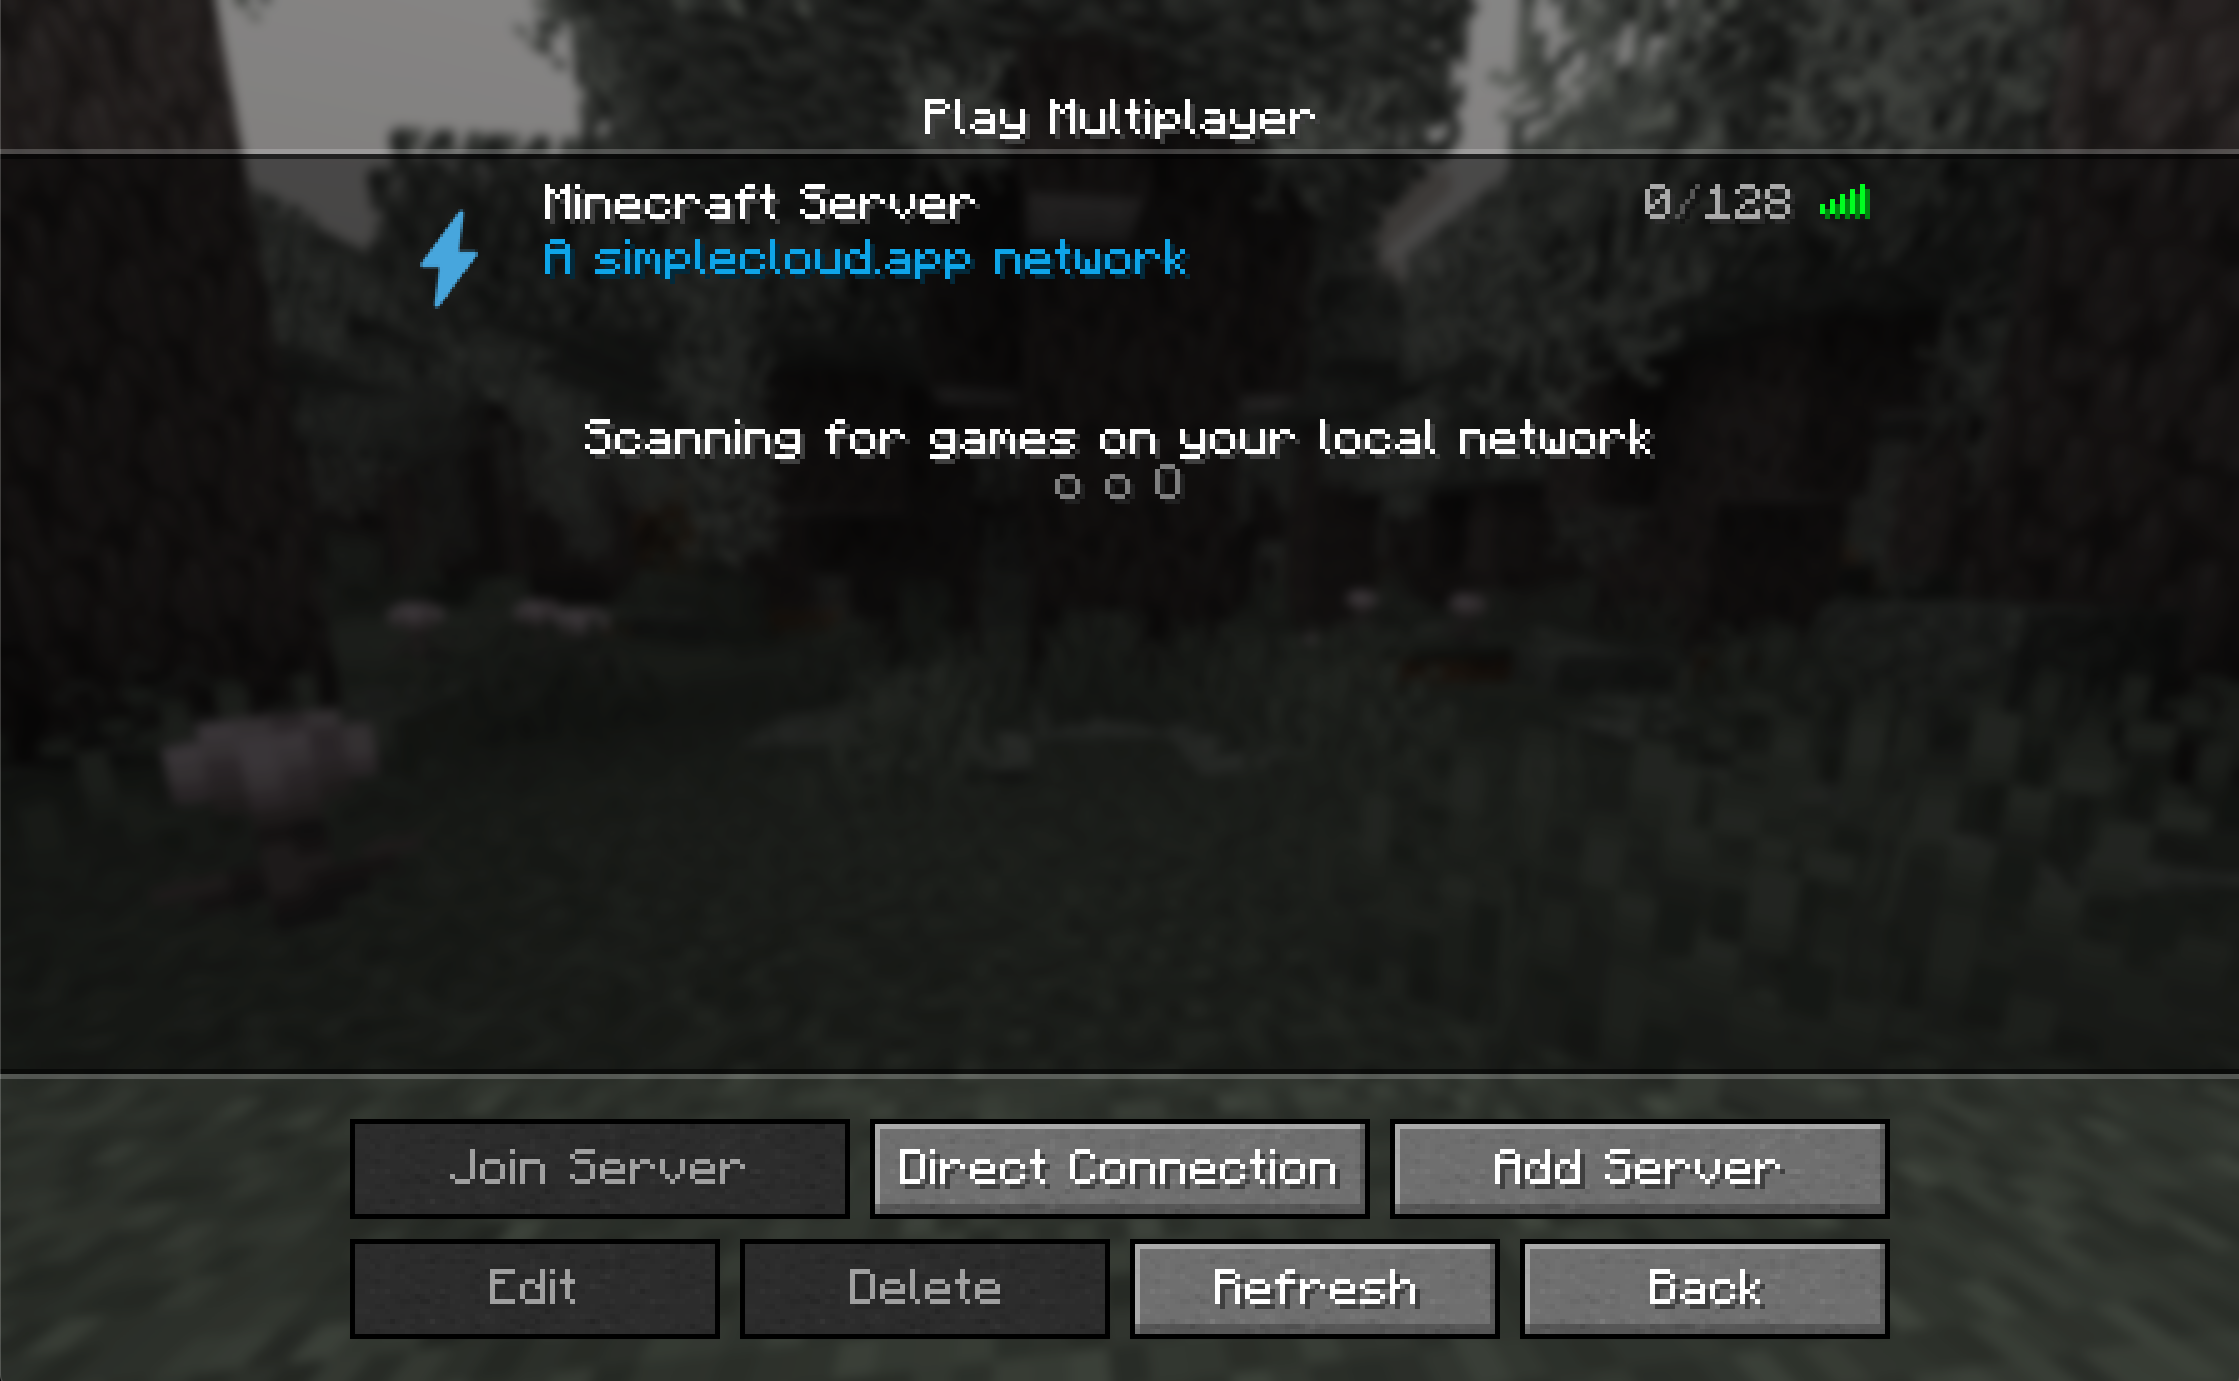 Play Multiplayer
Minecraft Server
0/128
A simplecloud.app network
Scanning for games on your local network
o o O
Join Server
Direct Connection
Add Server
Edit
Delete
Refresh
Back